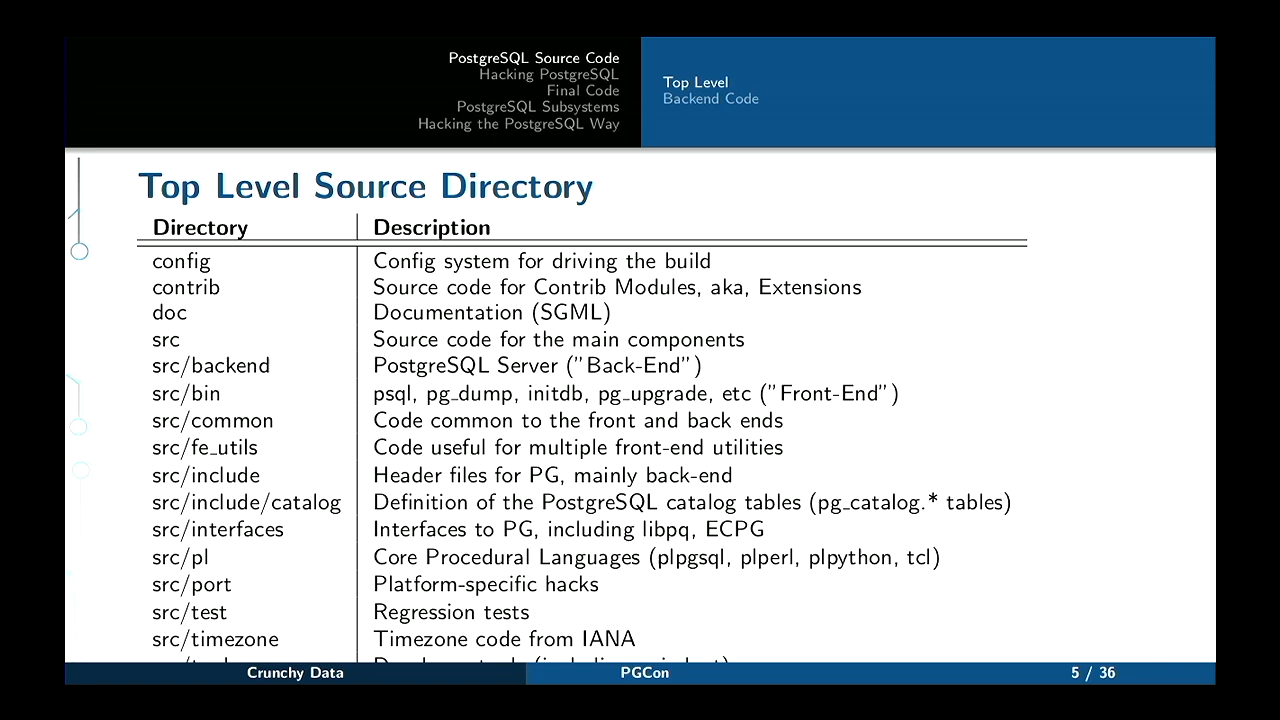 PostgreSQL Source Code
Hacking PostgreSQL
Final Code
PostgreSQL Subsystems
Hacking the PostgreSQL Way
Top Level
Backend Code
Top Level Source Directory
Directory Description
config Config system for driving the build
contrib Source code for Contrib Modules, aka, Extensions
doc Documentation (SGML)
src Source code for the main components
src/backend PostgreSQL Server ("Back-End")
src/bin psql, pg_dump, initdb, pg_upgrade, etc ("Front-End")
src/common Code common to the front and back ends
src/fe_utils Code useful for multiple front-end utilities
src/include Header files for PG, mainly back-end
src/include/catalog Definition of the PostgreSQL catalog tables (pg_catalog.* tables)
src/interfaces Interfaces to PG, including libpq, ECPG
src/pl Core Procedural Languages (plpgsql, plperl, plpython, tcl)
src/port Platform-specific hacks
src/test Regression tests
src/timezone Timezone code from IANA
Crunchy Data PGCon 5 / 36